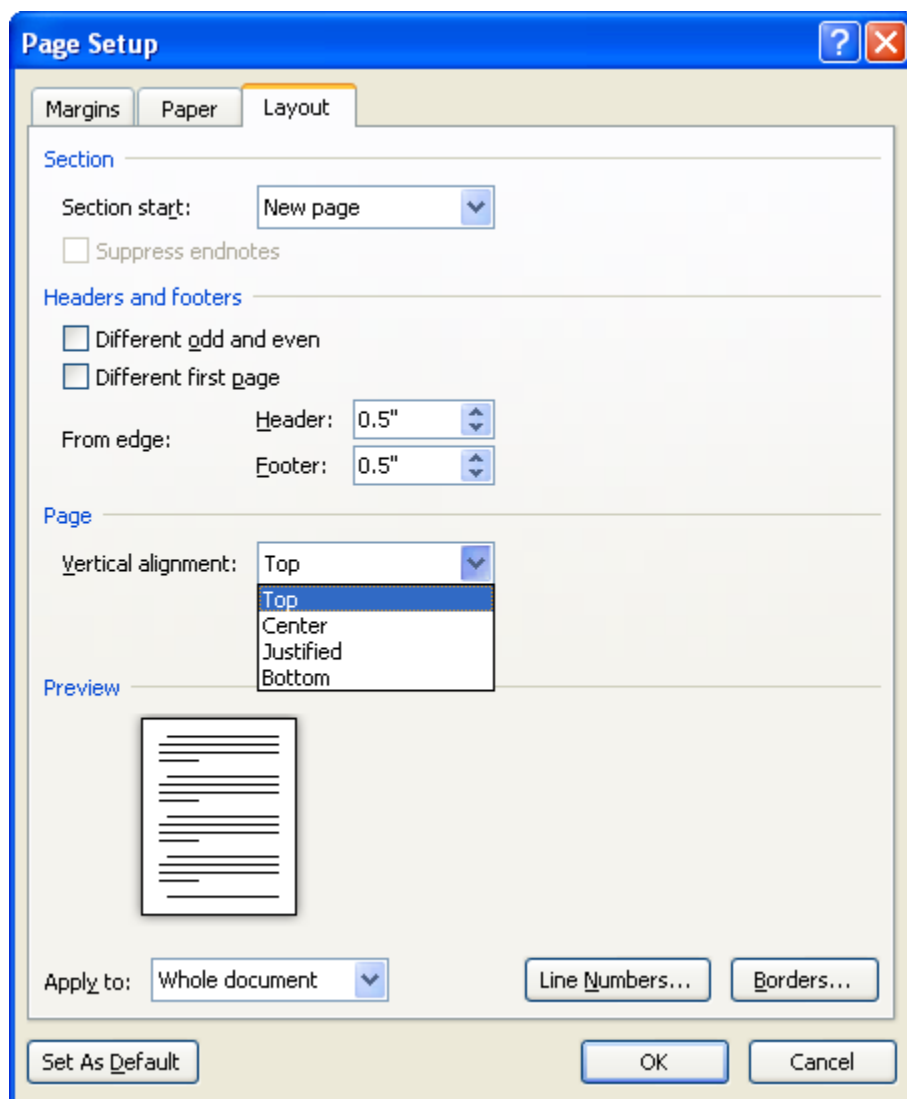 Page Setup
Margins Paper Layout
Section
Section start: New page
Suppress endnotes
Headers and footers
Different odd and even
Different first page
From edge:
Header: 0.5"
Footer: 0.5"
Page
Vertical alignment: Top
Top
Center
Justified
Bottom
Preview
Apply to: Whole document Line Numbers... Borders...
Set As Default OK Cancel